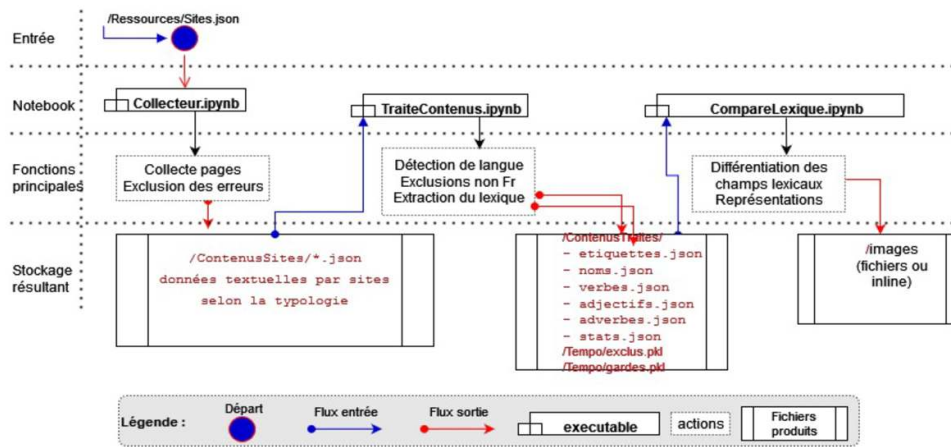 /Ressources/Sites.json
Entrée
Notebook
Collecteur.ipynb
TraiteContenus.ipynb
CompareLexique.ipynb
Fonctions
principales
Collecte pages
Exclusion des erreurs
Détection de langue
Exclusions non Fr
Extraction du lexique
Différentiation des
champs lexicaux
Représentations
Stockage
résultant
/ContenusSites/*.json
données textuelles par sites
selon la typologie
/ContenusTraites/
- etiquettes.json
- noms.json
- verbes.json
- adjectifs.json
- adverbes.json
- stats.json
/Tempo/exclus.pkl
/Tempo/gardes.pkl
/images
(fichiers ou
inline)
Légende :
Départ
Flux entrée
Flux sortie
executable
actions
Fichiers
produits